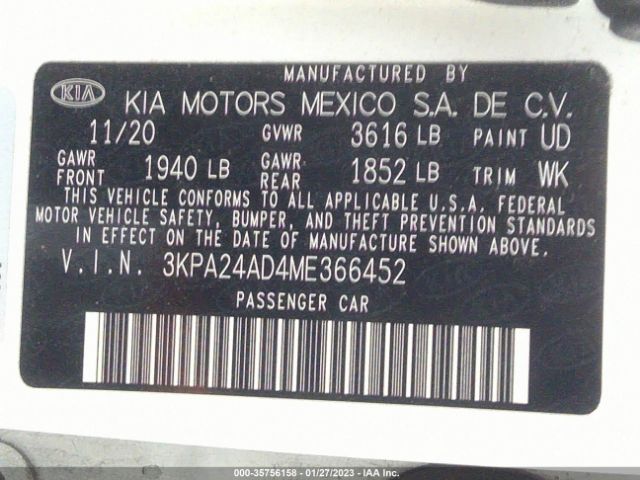 MANUFACTURED BY
KIA KIA MOTORS MEXICO S.A. DE C.V.
11/20 GVWR 3616 LB PAINT UD
GAWR FRONT 1940 LB GAWR REAR 1852 LB TRIM WK
THIS VEHICLE CONFORMS TO ALL APPLICABLE U.S.A. FEDERAL
MOTOR VEHICLE SAFETY, BUMPER, AND THEFT PREVENTION STANDARDS
IN EFFECT ON THE DATE OF MANUFACTURE SHOWN ABOVE.
V.I.N. 3KPA24AD4ME366452
PASSENGER CAR
000-35756158 - 01/27/2023 - IAA Inc.